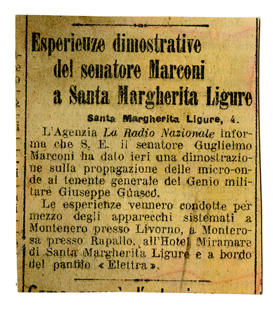 Esperienze dimostrative
del senatore Marconi
a Santa Margherita Ligure
Santa Margherita Ligure, 4.
L'Agenzia La Radio Nazionale infor-
ma che S. E. il senatore Guglielmo
Marconi ha dato ieri una dimostra-
zione sulla propagazione delle micro-on-
de al tenente generale del Genio mili-
tare Giuseppe Guasco.
Le esperienze vennero condotte per
mezzo degli apparecchi sistemati a
Montenero presso Livorno, a Montero-
sa presso Rapallo, all'Hotel Miramare
di Santa Margherita Ligure e a bordo
del panfilo « Elettra ».